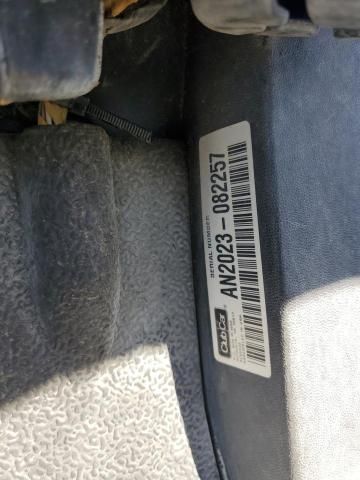 SERIAL NUMBER
AN2023-082257
Club Car